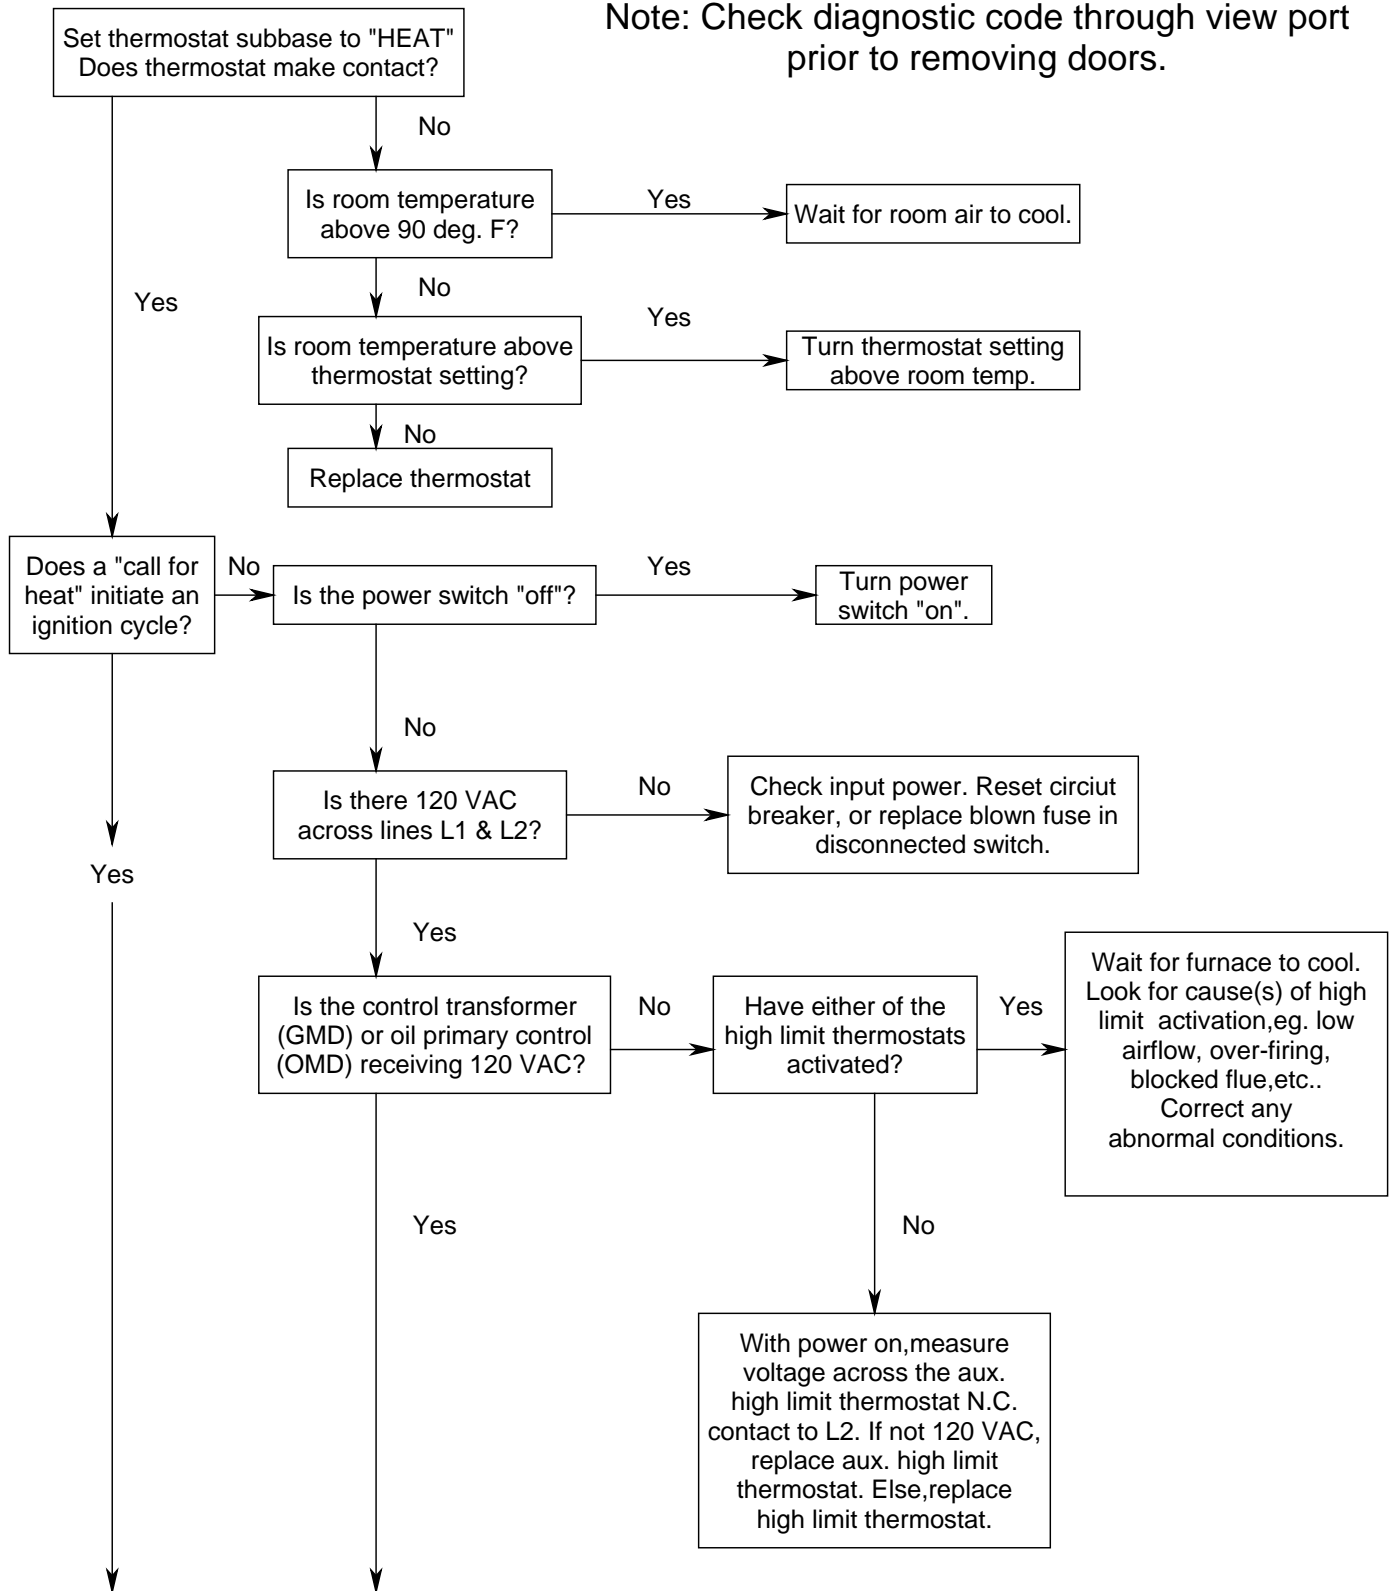 Note: Check diagnostic code through view port
prior to removing doors.
Set thermostat subbase to "HEAT"
Does thermostat make contact?
No
Is room temperature
above 90 deg. F?
Yes
Wait for room air to cool.
Yes
No
Is room temperature above
thermostat setting?
Yes
Turn thermostat setting
above room temp.
No
Replace thermostat
Does a "call for
heat" initiate an
ignition cycle?
No
Is the power switch "off"?
Yes
Turn power
switch "on".
No
Is there 120 VAC
across lines L1 & L2?
No
Check input power. Reset circiut
breaker, or replace blown fuse in
disconnected switch.
Yes
Yes
Is the control transformer
(GMD) or oil primary control
(OMD) receiving 120 VAC?
No
Have either of the
high limit thermostats
activated?
Yes
Wait for furnace to cool.
Look for cause(s) of high
limit activation,eg. low
airflow, over-firing,
blocked flue,etc..
Correct any
abnormal conditions.
Yes
No
With power on,measure
voltage across the aux.
high limit thermostat N.C.
contact to L2. If not 120 VAC,
replace aux. high limit
thermostat. Else,replace
high limit thermostat.